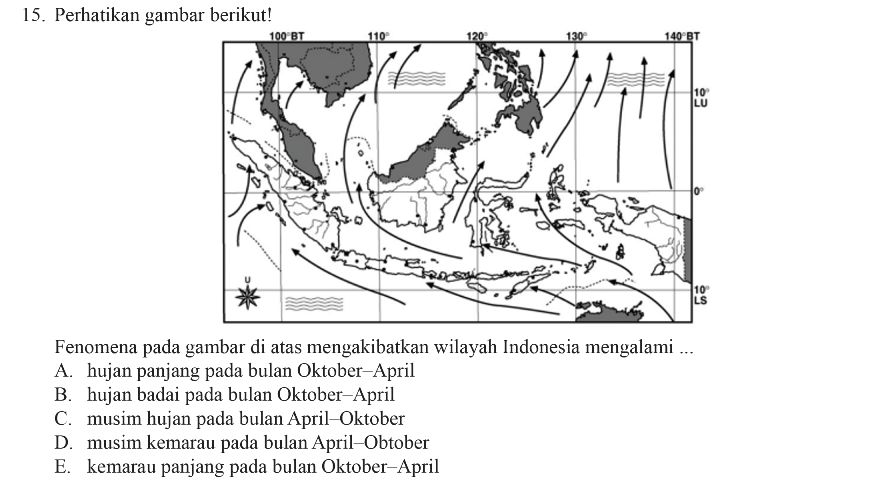 15. Perhatikan gambar berikut!
100°BT 110° 120° 130° 140°BT
10°
LU
0°
U
10°
LS
Fenomena pada gambar di atas mengakibatkan wilayah Indonesia mengalami ...
A. hujan panjang pada bulan Oktober–April
B. hujan badai pada bulan Oktober–April
C. musim hujan pada bulan April–Oktober
D. musim kemarau pada bulan April–Obtober
E. kemarau panjang pada bulan Oktober–April